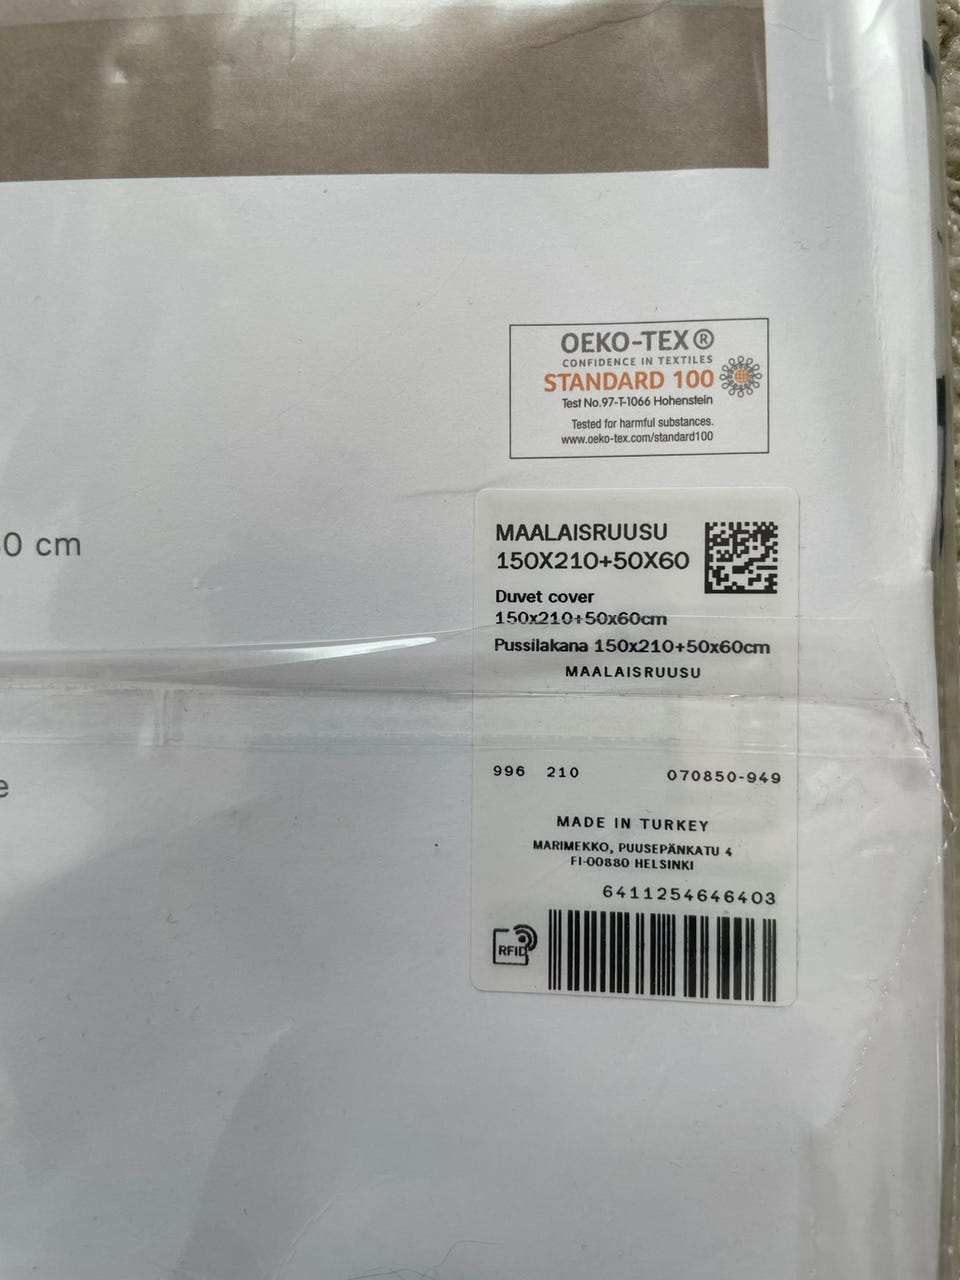 OEKO-TEX®
CONFIDENCE IN TEXTILES
STANDARD 100
Test No.97-T-1066 Hohenstein
Tested for harmful substances.
www.oeko-tex.com/standard100
0 cm
MAALAISRUUSU
150X210+50X60
Duvet cover
150x210+50x60cm
Pussilakana 150x210+50x60cm
MAALAISRUUSU
996 210 070850-949
e
MADE IN TURKEY
MARIMEKKO, PUUSEPÄNKATU 4
FI-00880 HELSINKI
6411254646403
RFID